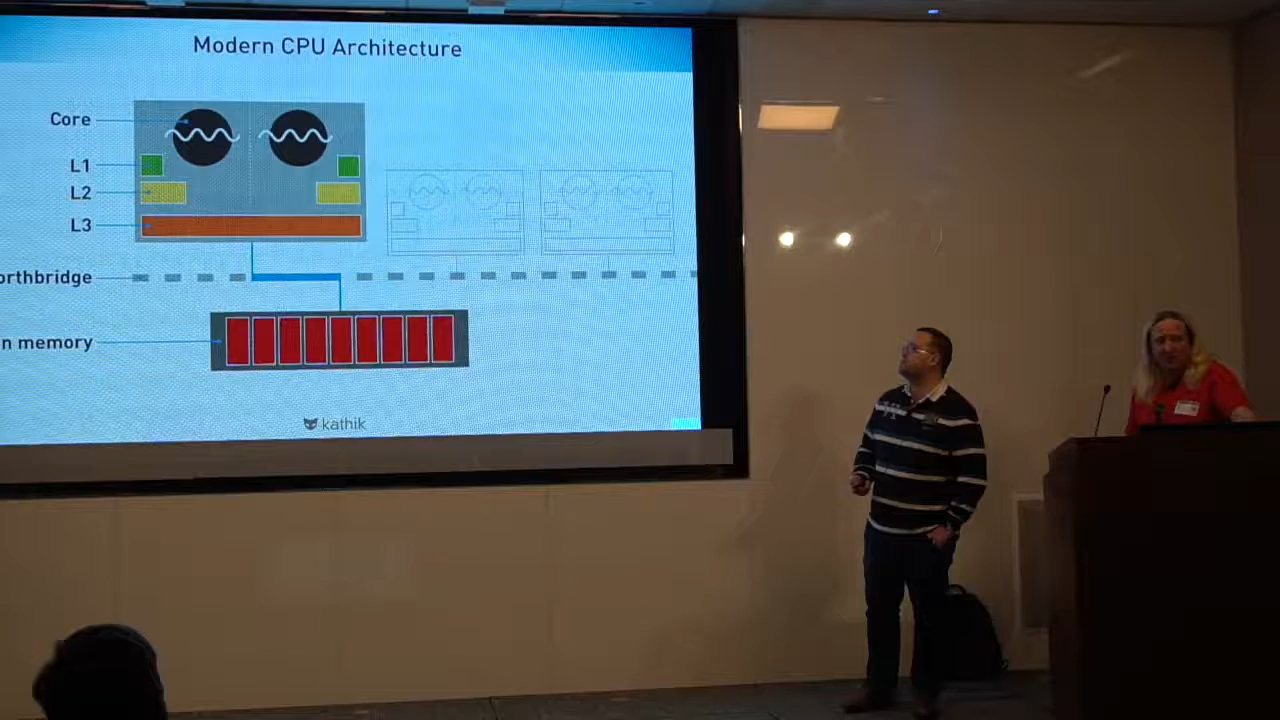 Modern CPU Architecture
Core
L1
L2
L3
orthbridge
n memory
kathik